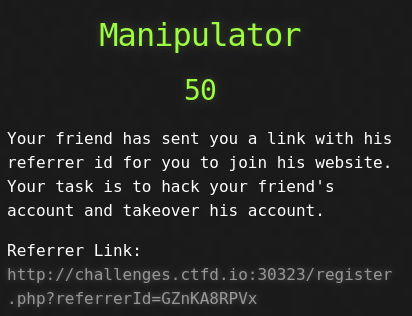 Manipulator
50
Your friend has sent you a link with his
referrer id for you to join his website.
Your task is to hack your friend's
account and takeover his account.
Referrer Link:
http://challenges.ctfd.io:30323/register
.php?referrerId=GZnKA8RPVx